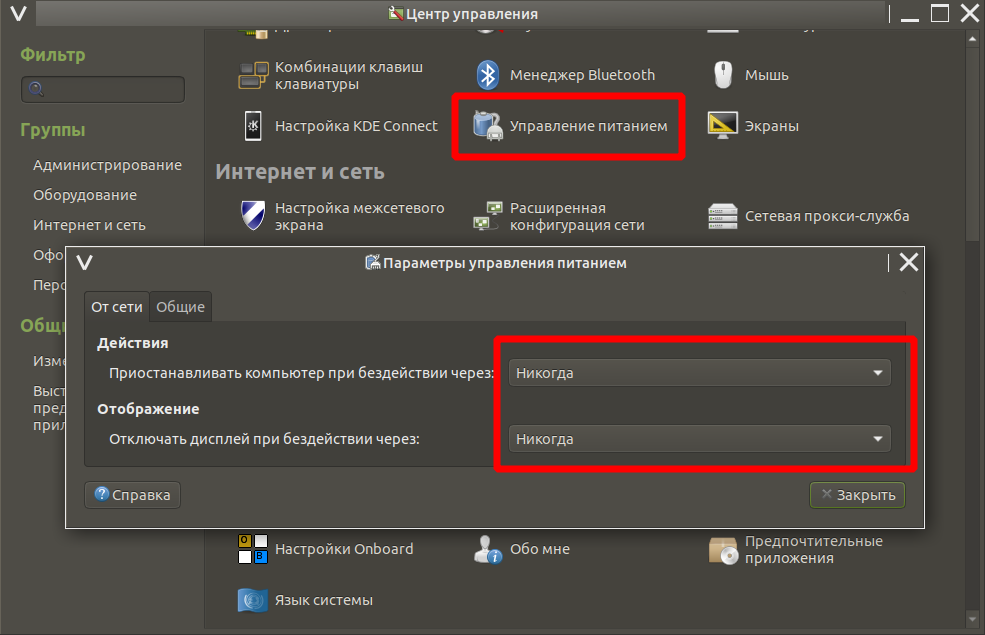 Центр управления
Фильтр
Группы
Администрирование
Оборудование
Интернет и сеть
Комбинации клавиш
клавиатуры
Менеджер Bluetooth
Мышь
Настройка KDE Connect
Управление питанием
Экраны
Интернет и сеть
Настройка межсетевого
экрана
Расширенная
конфигурация сети
Сетевая прокси-служба
Офо
Перс
Общ
Изме
Выст
пред
прил
Параметры управления питанием
От сети
Общие
Действия
Приостанавливать компьютер при бездействии через:
Никогда
Отображение
Отключать дисплей при бездействии через:
Никогда
Справка
Закрыть
Настройки Onboard
Обо мне
Предпочтительные
приложения
Язык системы